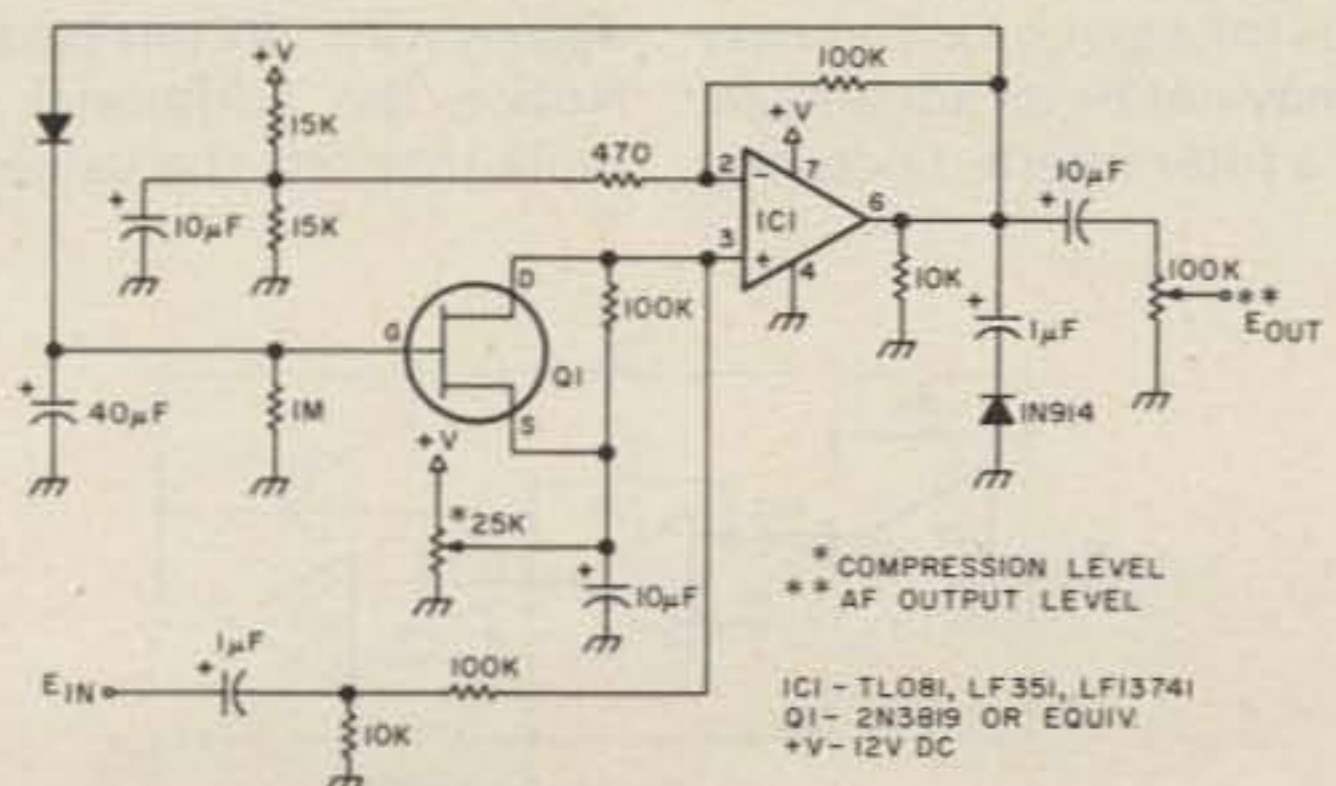 +V
15K
15K
10µF
+
470
100K
+V
2
7
-
IC1
6
3
+
4
10K
10µF
+
100K
**
EOUT
+
1µF
1N914
D
100K
G
Q1
S
+
40µF
1M
+V
* 25K
+
10µF
* COMPRESSION LEVEL
** AF OUTPUT LEVEL
1µF
+
EIN
100K
10K
IC1 - TL081, LF351, LF13741
Q1 - 2N3819 OR EQUIV.
+V - 12V DC